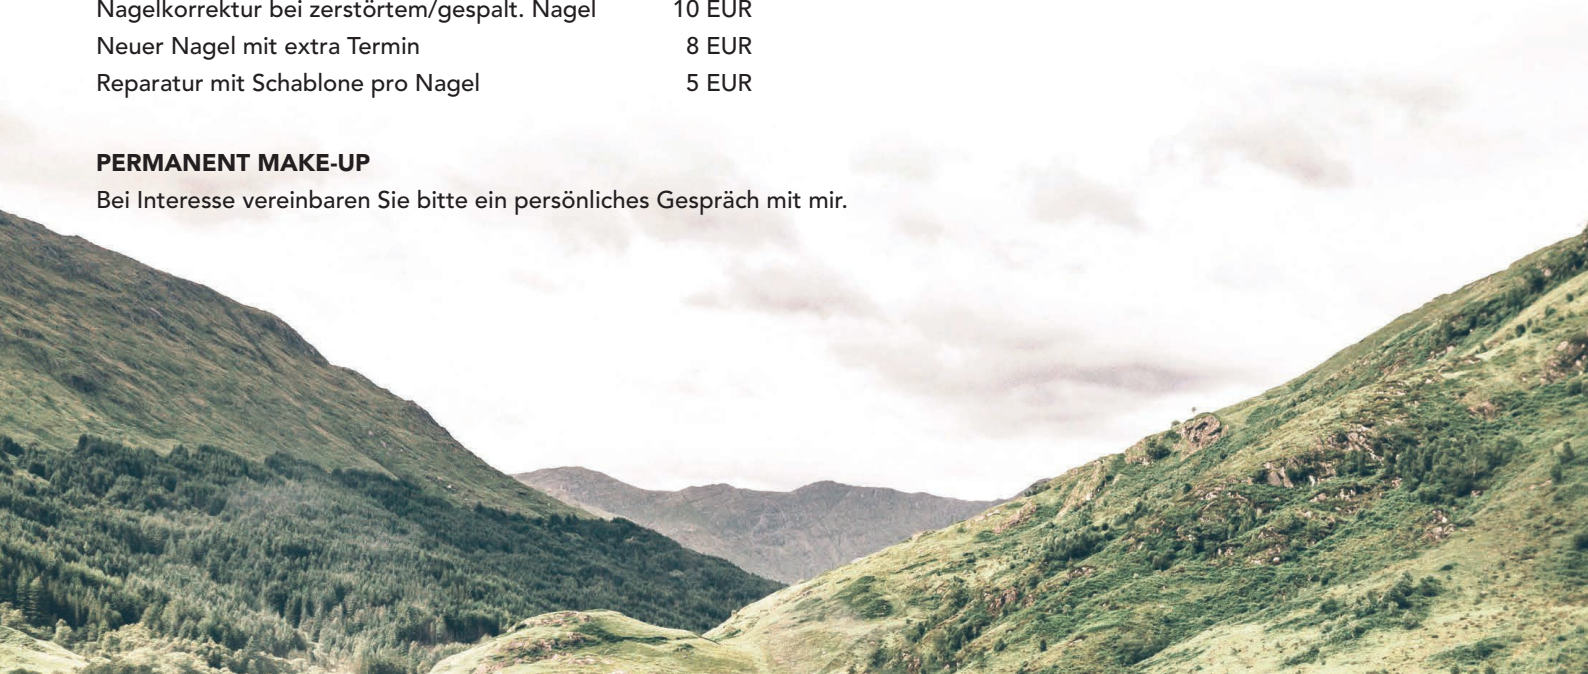 Nagelkorrektur bei zerstörtem/gespalt. Nagel 10 EUR
Neuer Nagel mit extra Termin 8 EUR
Reparatur mit Schablone pro Nagel 5 EUR
PERMANENT MAKE-UP
Bei Interesse vereinbaren Sie bitte ein persönliches Gespräch mit mir.